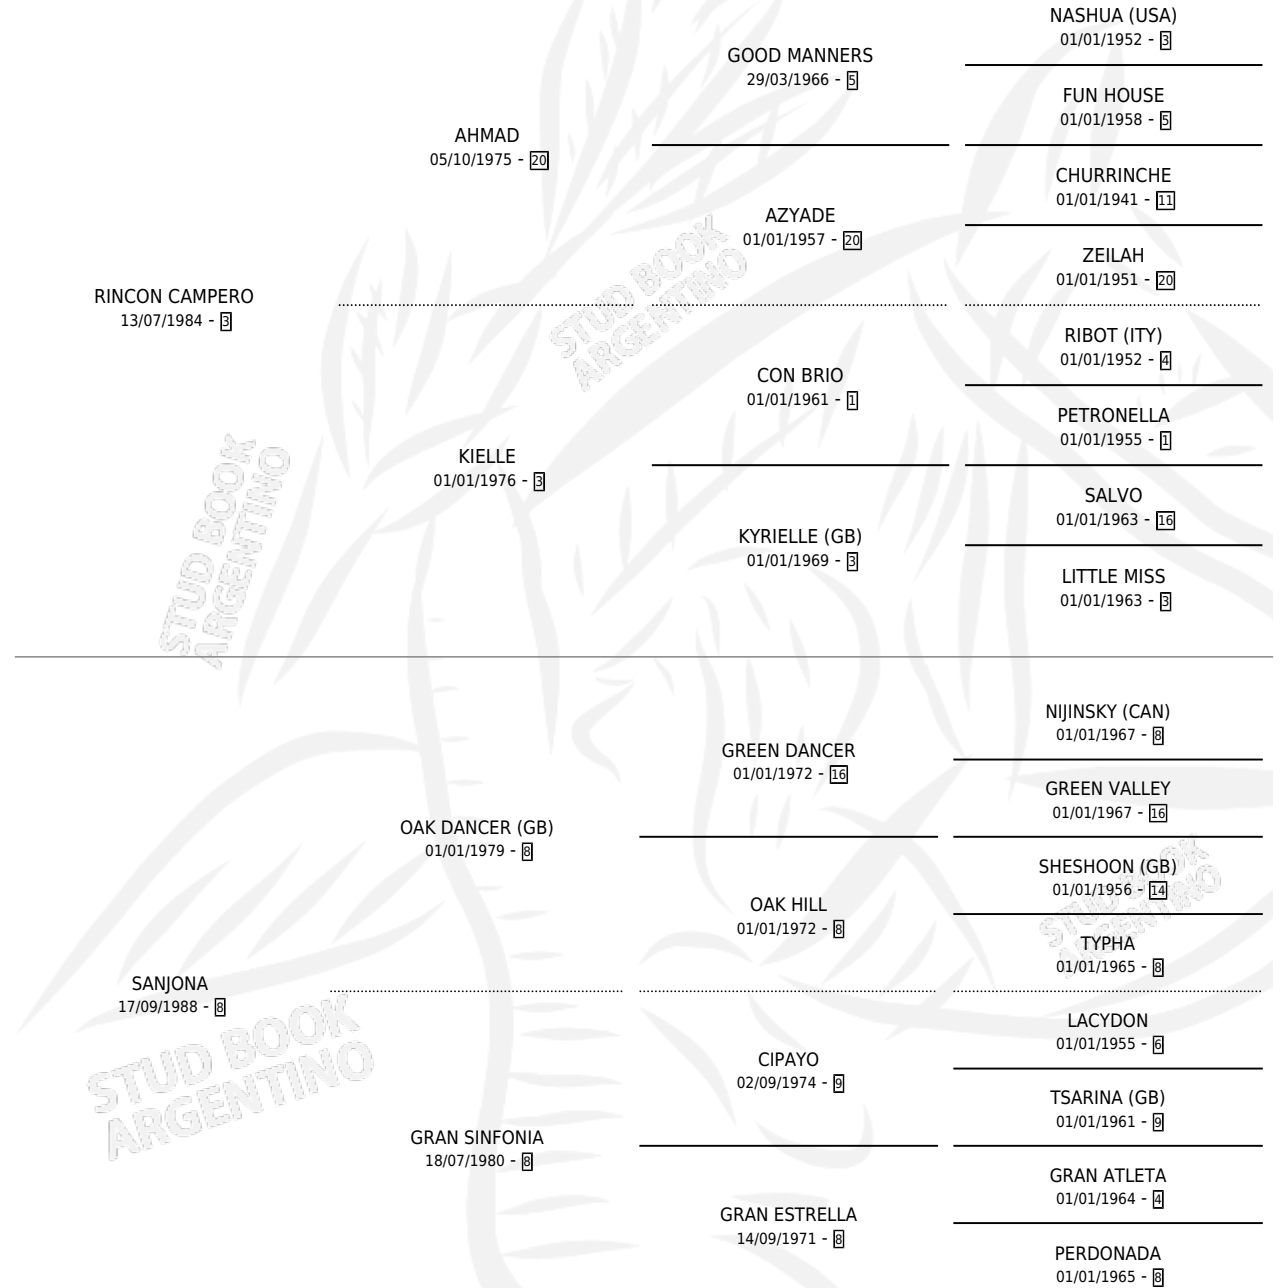 NASHUA (USA)
01/01/1952 - 3
GOOD MANNERS
29/03/1966 - 5
FUN HOUSE
01/01/1958 - 5
AHMAD
05/10/1975 - 20
CHURRINCHE
01/01/1941 - 11
AZYADE
01/01/1957 - 20
ZEILAH
01/01/1951 - 20
RINCON CAMPERO
13/07/1984 - 3
STUD BOOK
ARGENTINO
RIBOT (ITY)
01/01/1952 - 4
CON BRIO
01/01/1961 - 1
PETRONELLA
01/01/1955 - 1
KIELLE
01/01/1976 - 3
SALVO
01/01/1963 - 16
KYRIELLE (GB)
01/01/1969 - 3
LITTLE MISS
01/01/1963 - 3
STUD BOOK
ARGENTINO
NIJINSKY (CAN)
01/01/1967 - 8
GREEN DANCER
01/01/1972 - 16
GREEN VALLEY
01/01/1967 - 16
OAK DANCER (GB)
01/01/1979 - 8
SHESHOON (GB)
01/01/1956 - 14
OAK HILL
01/01/1972 - 8
TYPHA
01/01/1965 - 8
STUD BOOK
ARGENTINO
SANJONA
17/09/1988 - 8
STUD BOOK
ARGENTINO
LACYDON
01/01/1955 - 6
CIPAYO
02/09/1974 - 9
TSARINA (GB)
01/01/1961 - 9
GRAN SINFONIA
18/07/1980 - 8
GRAN ATLETA
01/01/1964 - 4
GRAN ESTRELLA
14/09/1971 - 8
PERDONADA
01/01/1965 - 8